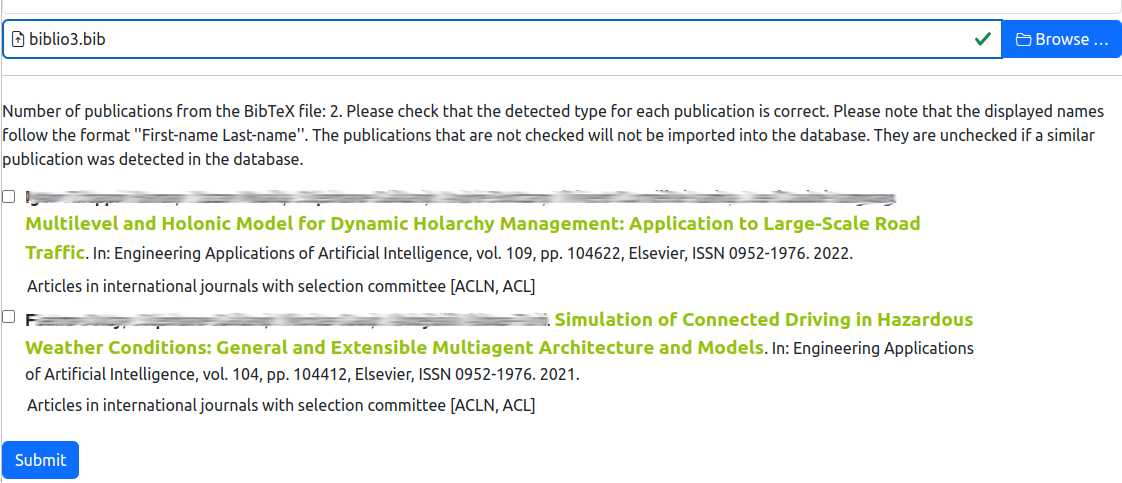 biblio3.bib
Browse ...
Number of publications from the BibTeX file: 2. Please check that the detected type for each publication is correct. Please note that the displayed names
follow the format "First-name Last-name". The publications that are not checked will not be imported into the database. They are unchecked if a similar
publication was detected in the database.
Multilevel and Holonic Model for Dynamic Holarchy Management: Application to Large-Scale Road
Traffic. In: Engineering Applications of Artificial Intelligence, vol. 109, pp. 104622, Elsevier, ISSN 0952-1976. 2022.
Articles in international journals with selection committee [ACLN, ACL]
Simulation of Connected Driving in Hazardous
Weather Conditions: General and Extensible Multiagent Architecture and Models. In: Engineering Applications
of Artificial Intelligence, vol. 104, pp. 104412, Elsevier, ISSN 0952-1976. 2021.
Articles in international journals with selection committee [ACLN, ACL]
Submit